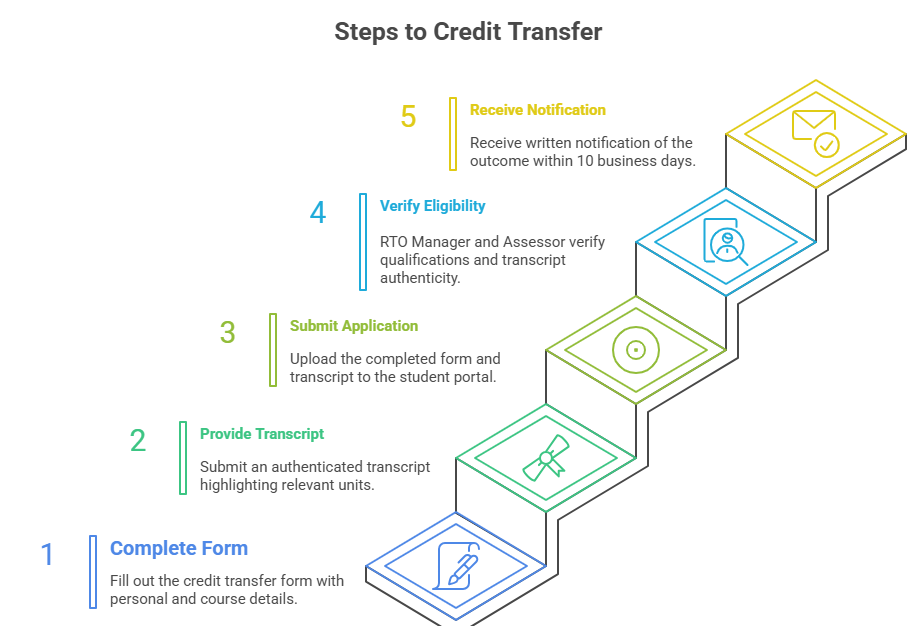 Steps to Credit Transfer
5
Receive Notification
Receive written notification of the
outcome within 10 business days.
4
Verify Eligibility
RTO Manager and Assessor verify
qualifications and transcript
authenticity.
3
Submit Application
Upload the completed form and
transcript to the student portal.
2
Provide Transcript
Submit an authenticated transcript
highlighting relevant units.
1
Complete Form
Fill out the credit transfer form with
personal and course details.